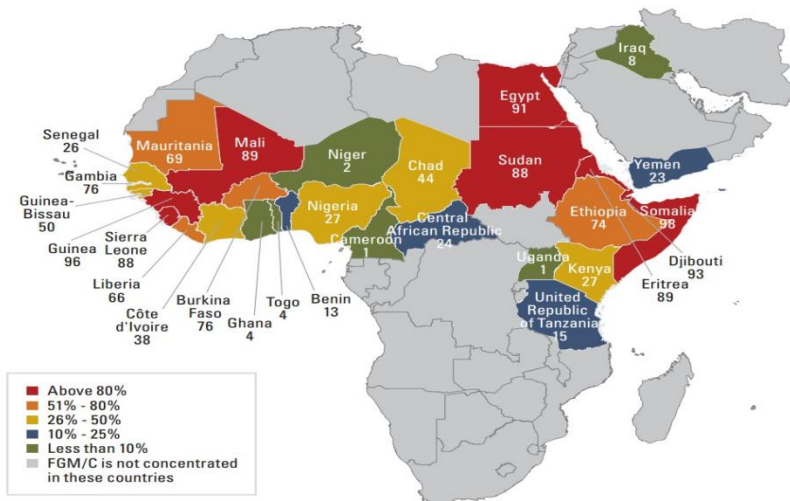 Iraq
8
Egypt
91
Mauritania
69
Mali
89
Niger
2
Chad
44
Sudan
88
Yemen
23
Senegal
26
Gambia
76
Guinea-
Bissau
50
Guinea
96
Sierra
Leone
88
Liberia
66
Côte
d'Ivoire
38
Burkina
Faso
76
Ghana
4
Togo
4
Benin
13
Nigeria
27
Cameroon
1
Central
African Republic
24
Ethiopia
74
Somalia
98
Djibouti
93
Eritrea
89
Uganda
1
Kenya
27
United
Republic
of Tanzania
15
Above 80%
51% - 80%
26% - 50%
10% - 25%
Less than 10%
FGM/C is not concentrated
in these countries